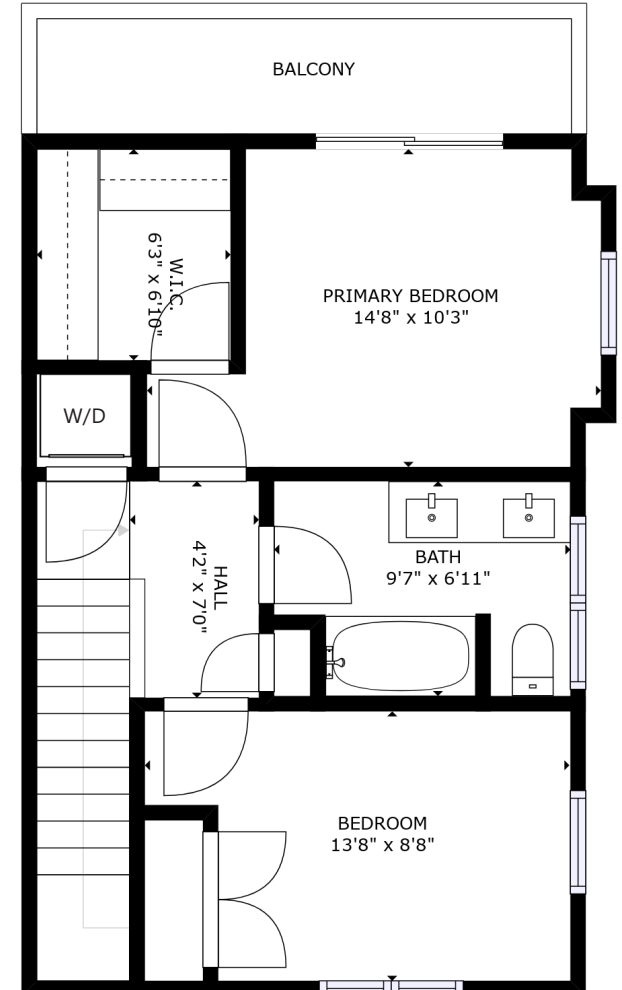 BALCONY
W.I.C.
6'3" x 6'10"
PRIMARY BEDROOM
14'8" x 10'3"
W/D
HALL
4'2" x 7'0"
BATH
9'7" x 6'11"
BEDROOM
13'8" x 8'8"